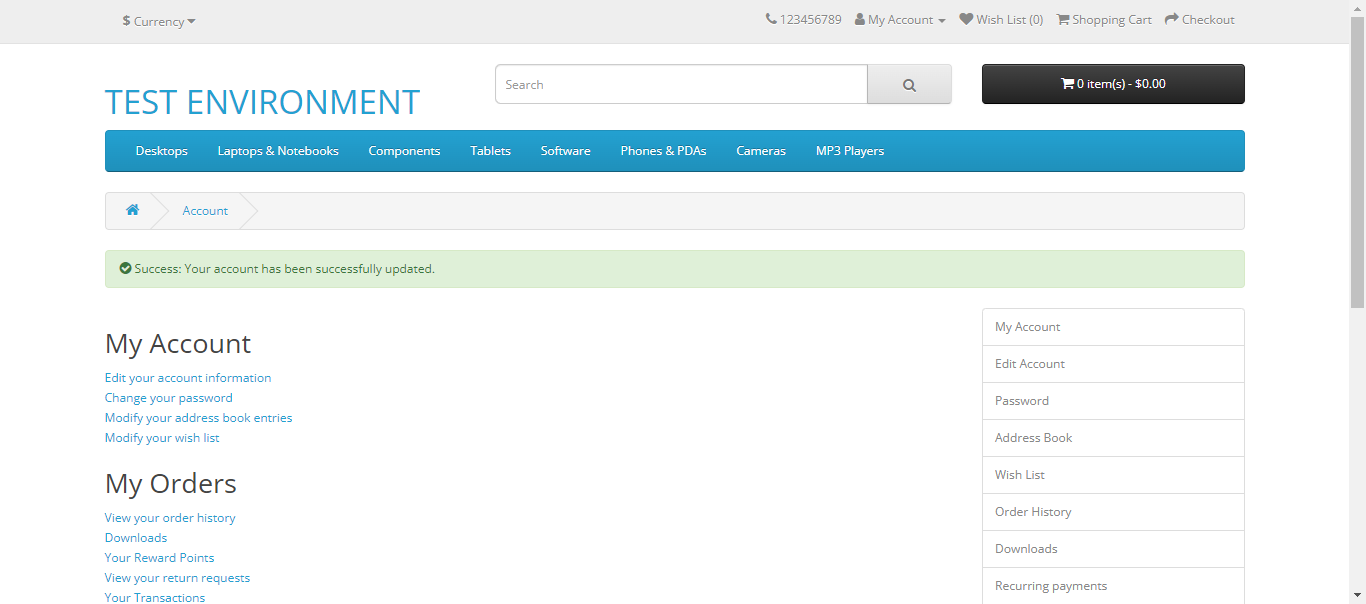 $ Currency
123456789 My Account Wish List (0) Shopping Cart Checkout
TEST ENVIRONMENT
Search
0 item(s) - $0.00
Desktops Laptops & Notebooks Components Tablets Software Phones & PDAs Cameras MP3 Players
Account
Success: Your account has been successfully updated.
My Account
Edit your account information
Change your password
Modify your address book entries
Modify your wish list
My Orders
View your order history
Downloads
Your Reward Points
View your return requests
Your Transactions
My Account
Edit Account
Password
Address Book
Wish List
Order History
Downloads
Recurring payments